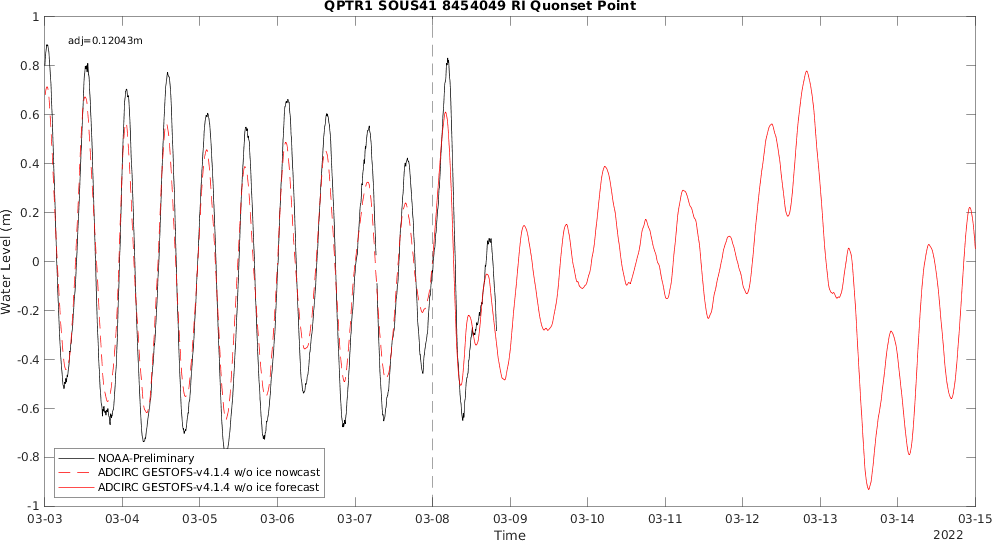 QPTR1 SOUS41 8454049 RI Quonset Point
adj=0.12043m
1
0.8
0.6
0.4
0.2
0
-0.2
-0.4
-0.6
-0.8
-1
Water Level (m)
NOAA-Preliminary
ADCIRC GESTOFS-v4.1.4 w/o ice nowcast
ADCIRC GESTOFS-v4.1.4 w/o ice forecast
03-03 03-04 03-05 03-06 03-07 03-08 03-09 03-10 03-11 03-12 03-13 03-14 03-15
Time
2022